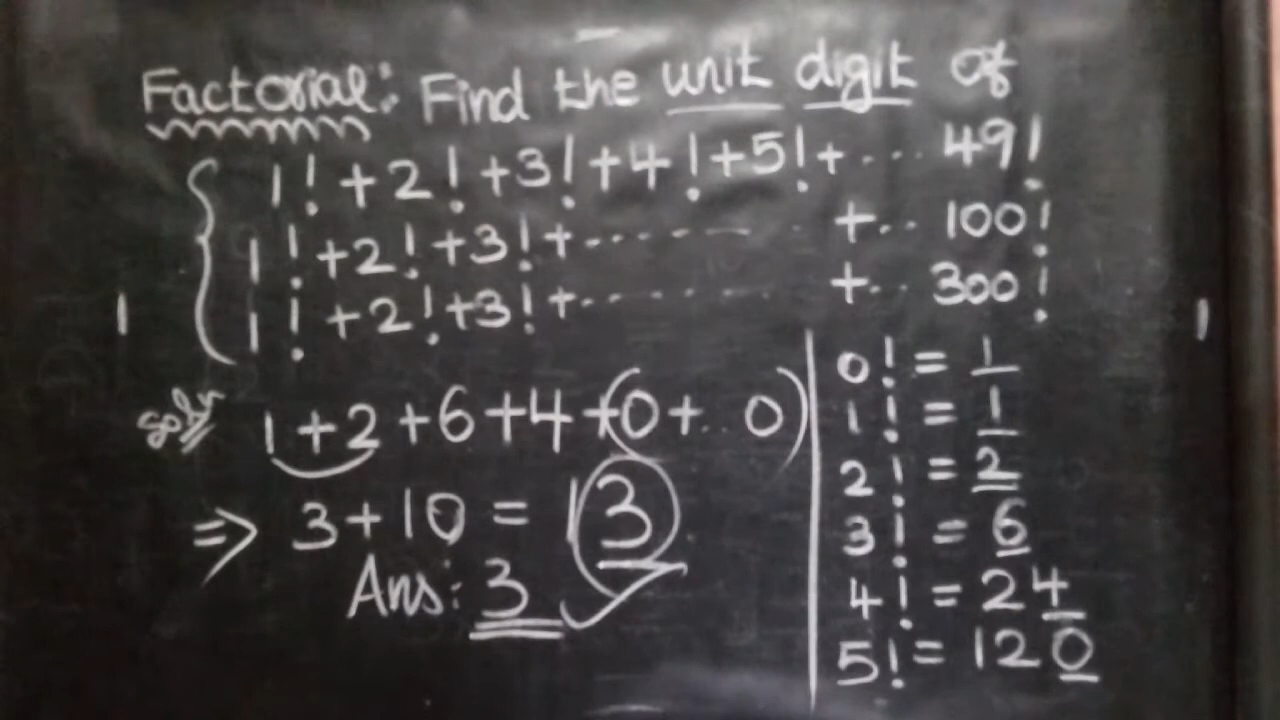 Factorial: Find the unit digit of
1! + 2! + 3! + 4! + 5! + ... 49!
1! + 2! + 3! + ........ + .. 100!
1! + 2! + 3! + ........ + .. 300!
soln 1 + 2 + 6 + 4 + (0 + .. 0)
⇒ 3 + 10 = 13
Ans: 3
0! = 1
1! = 1
2! = 2
3! = 6
4! = 24
5! = 120